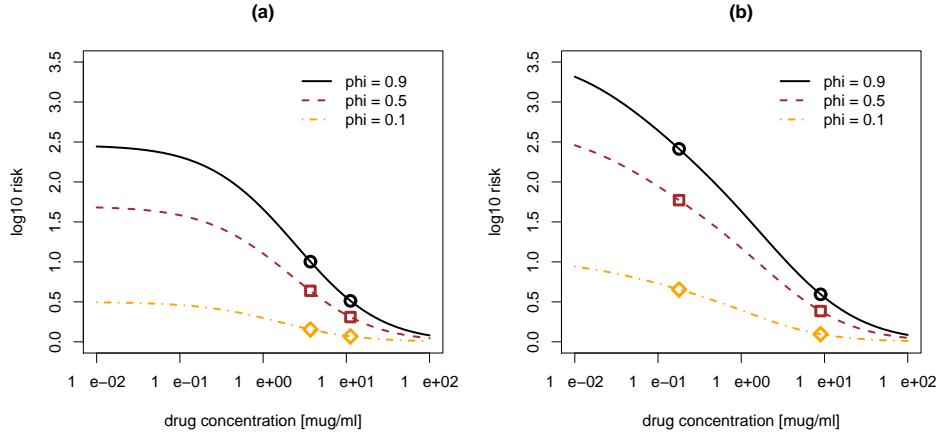 (a)
log10 risk
3.5
3.0
2.5
2.0
1.5
1.0
0.5
0.0
phi = 0.9
phi = 0.5
phi = 0.1
1 e−02 1 e−01 1 e+00 1 e+01 1 e+02
drug concentration [mug/ml]
(b)
log10 risk
3.5
3.0
2.5
2.0
1.5
1.0
0.5
0.0
phi = 0.9
phi = 0.5
phi = 0.1
1 e−02 1 e−01 1 e+00 1 e+01 1 e+02
drug concentration [mug/ml]